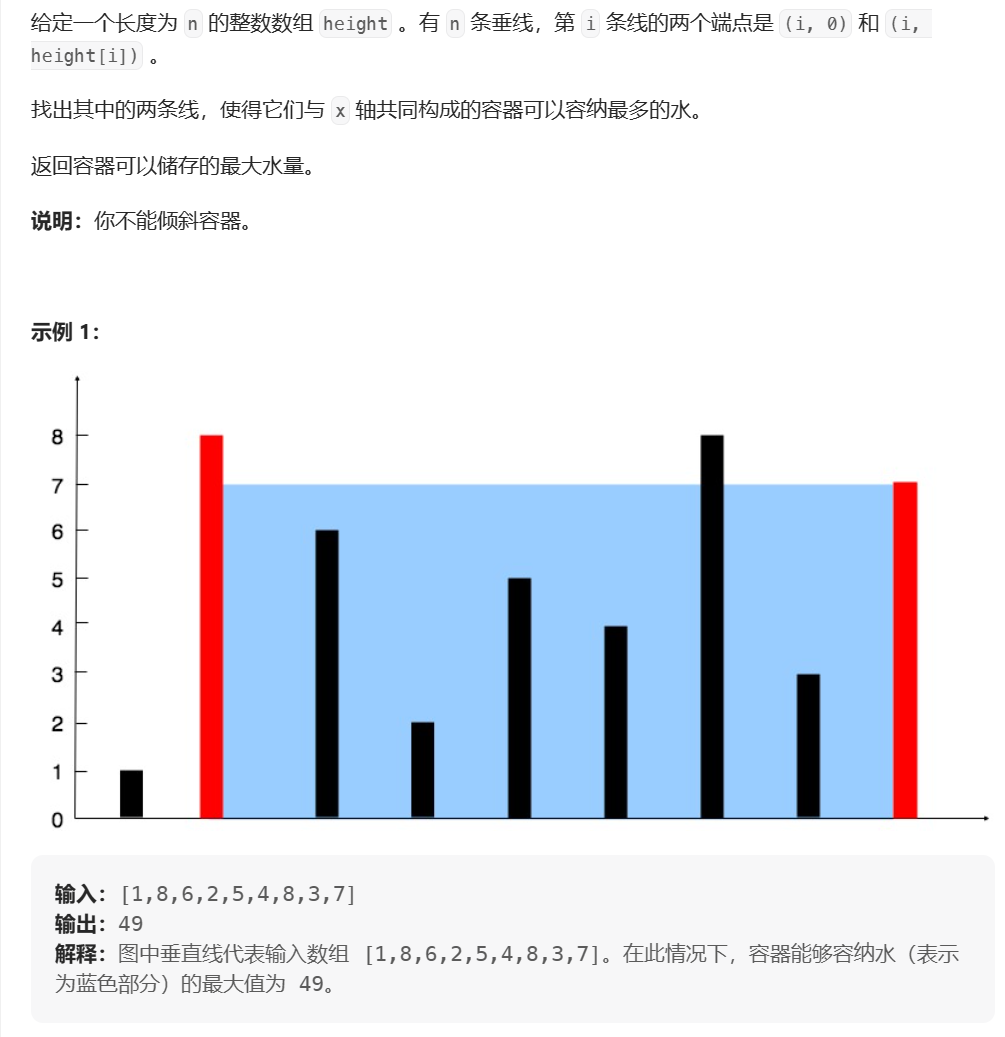 给定一个长度为 n 的整数数组 height 。有 n 条垂线，第 i 条线的两个端点是 (i, 0) 和 (i,
height[i]) 。
找出其中的两条线，使得它们与 x 轴共同构成的容器可以容纳最多的水。
返回容器可以储存的最大水量。
说明：你不能倾斜容器。
示例 1：
8
7
6
5
4
3
2
1
0
输入：[1,8,6,2,5,4,8,3,7]
输出：49
解释：图中垂直线代表输入数组 [1,8,6,2,5,4,8,3,7]。在此情况下，容器能够容纳水（表示
为蓝色部分）的最大值为 49。